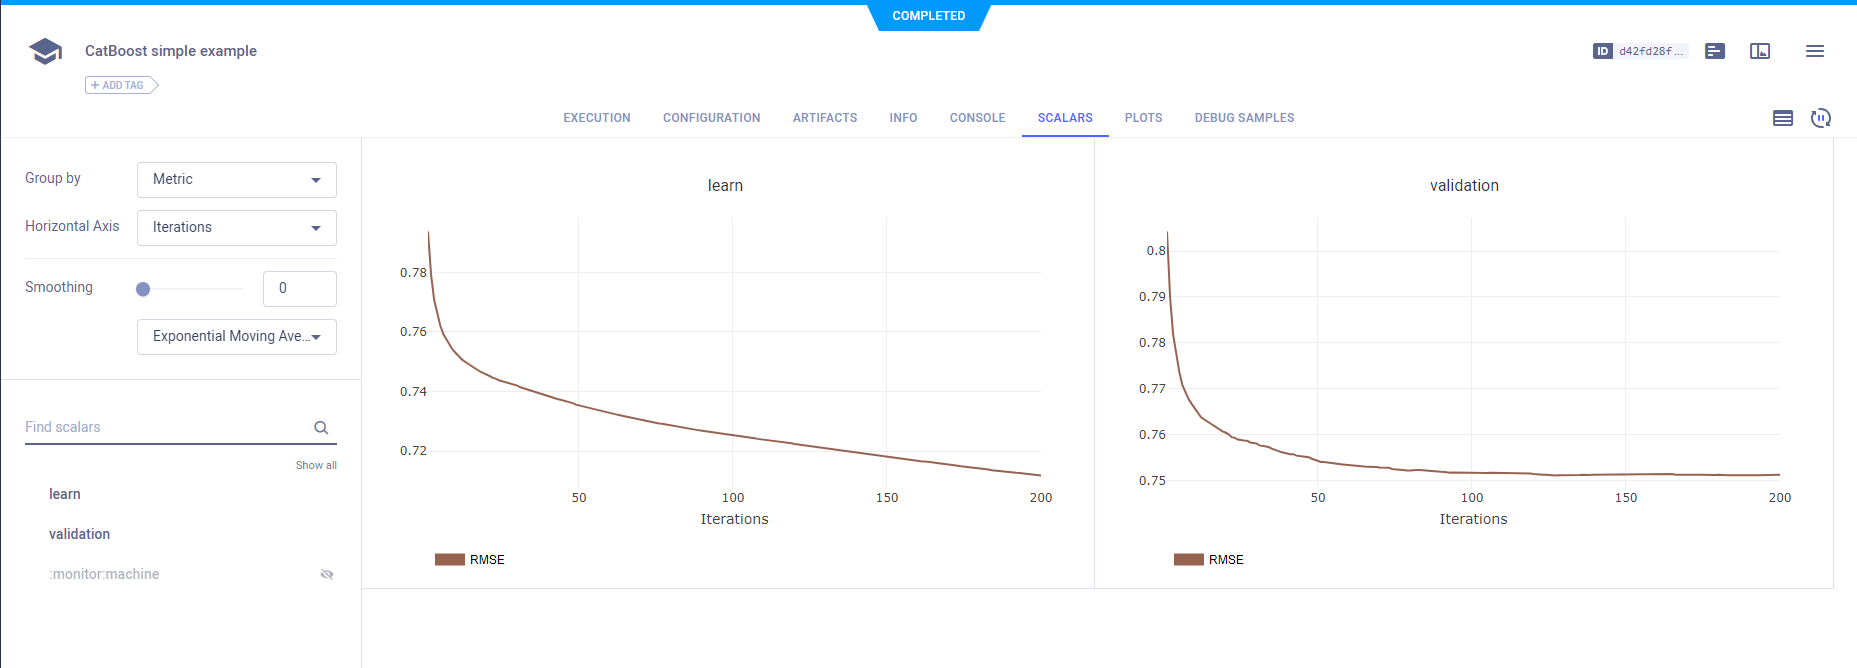 COMPLETED
CatBoost simple example
ID d42fd28f...
+ ADD TAG
EXECUTION CONFIGURATION ARTIFACTS INFO CONSOLE SCALARS PLOTS DEBUG SAMPLES
Group by Metric
Horizontal Axis Iterations
Smoothing 0
Exponential Moving Ave...
Find scalars
Show all
learn
validation
:monitor:machine
learn
0.78
0.76
0.74
0.72
50 100 150 200
Iterations
RMSE
validation
0.8
0.79
0.78
0.77
0.76
0.75
50 100 150 200
Iterations
RMSE